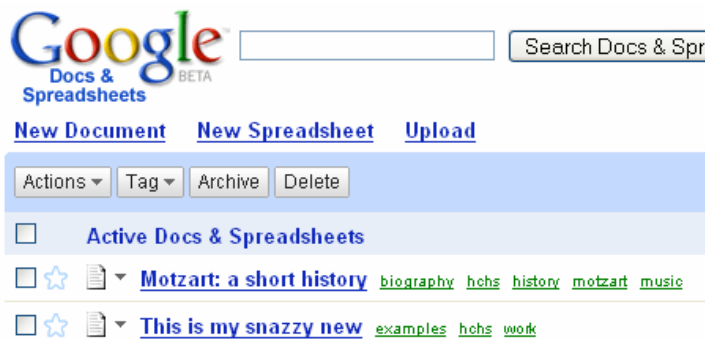 Google
BETA
Docs &
Spreadsheets
Search Docs & Spr
New Document New Spreadsheet Upload
Actions Tag Archive Delete
Active Docs & Spreadsheets
Motzart: a short history biography hchs history motzart music
This is my snazzy new examples hchs work